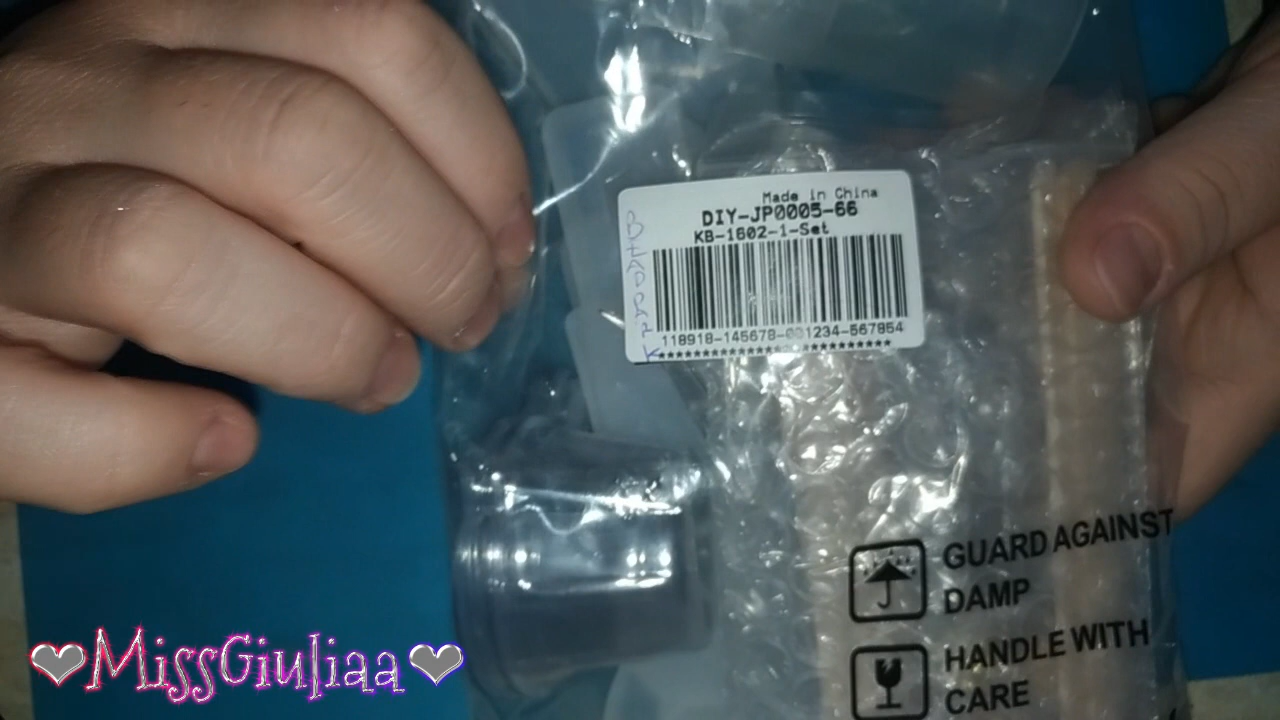 Made in China
DIY-JP0005-66
KB-1602-1-Set
118918-145678-001234-567854
*************************
GUARD AGAINST
DAMP
HANDLE WITH
CARE
❤MissGiuliaa❤